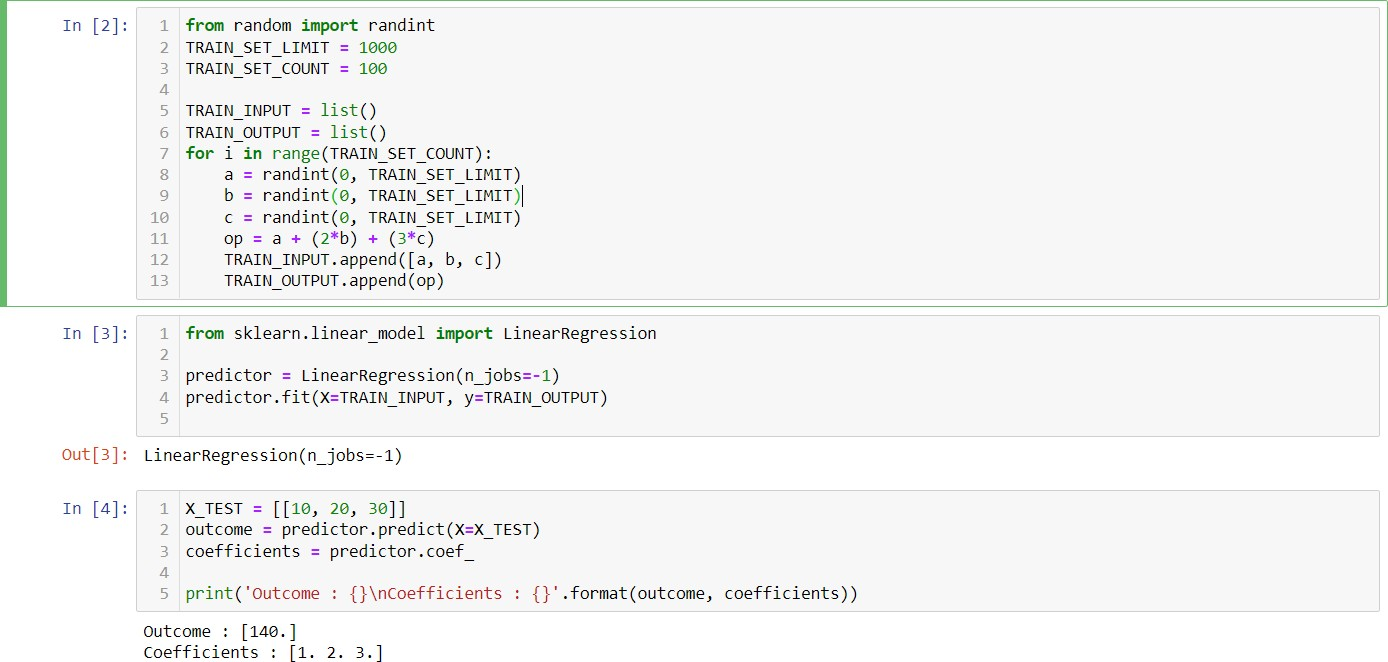 In [2]:
1 from random import randint
2 TRAIN_SET_LIMIT = 1000
3 TRAIN_SET_COUNT = 100
4
5 TRAIN_INPUT = list()
6 TRAIN_OUTPUT = list()
7 for i in range(TRAIN_SET_COUNT):
8     a = randint(0, TRAIN_SET_LIMIT)
9     b = randint(0, TRAIN_SET_LIMIT)
10     c = randint(0, TRAIN_SET_LIMIT)
11     op = a + (2*b) + (3*c)
12     TRAIN_INPUT.append([a, b, c])
13     TRAIN_OUTPUT.append(op)
In [3]:
1 from sklearn.linear_model import LinearRegression
2
3 predictor = LinearRegression(n_jobs=-1)
4 predictor.fit(X=TRAIN_INPUT, y=TRAIN_OUTPUT)
5
Out[3]: LinearRegression(n_jobs=-1)
In [4]:
1 X_TEST = [[10, 20, 30]]
2 outcome = predictor.predict(X=X_TEST)
3 coefficients = predictor.coef_
4
5 print('Outcome : {}\nCoefficients : {}'.format(outcome, coefficients))
Outcome : [140.]
Coefficients : [1. 2. 3.]